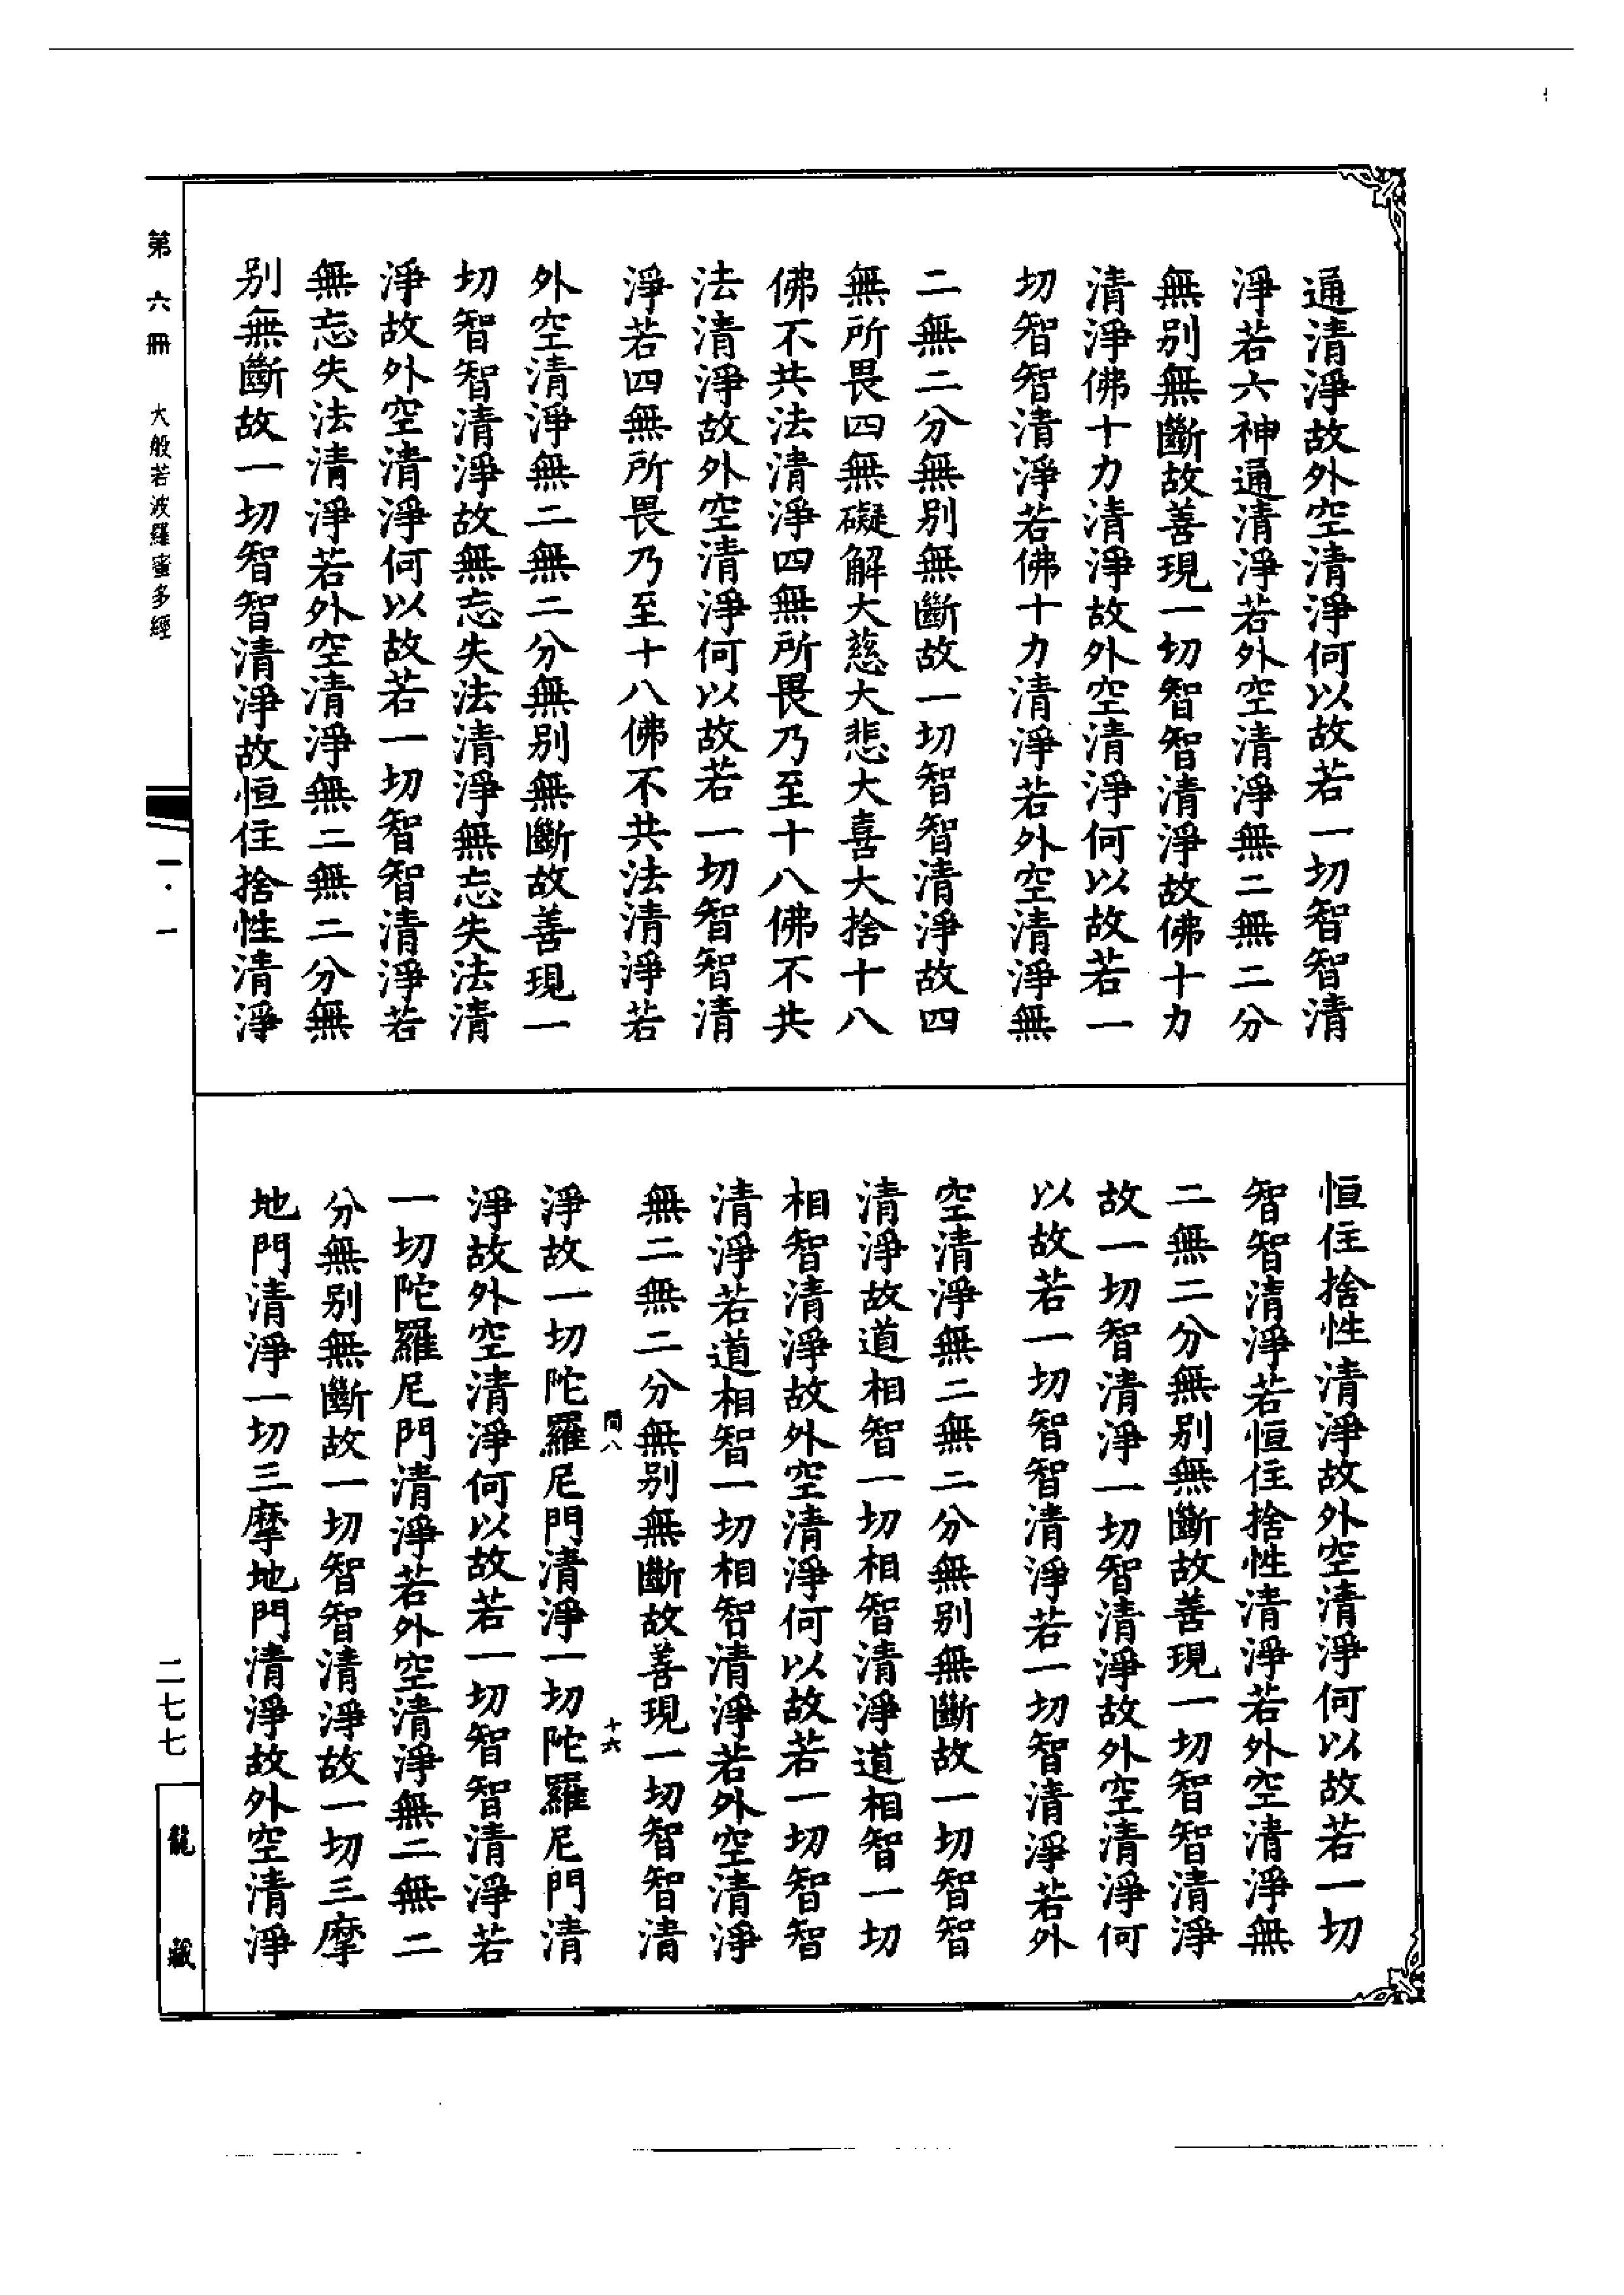 通清淨故外空清淨何以故若一切智智清
淨若六神通清淨若外空清淨無二無二分
無別無斷故善現一切智智清淨故佛十力
清淨佛十力清淨故外空清淨何以故若一
切智智清淨若佛十力清淨若外空清淨無
二無二分無別無斷故一切智智清淨故四
無所畏四無礙解大慈大悲大喜大捨十八
佛不共法清淨四無所畏乃至十八佛不共
法清淨故外空清淨何以故若一切智智清
淨若四無所畏乃至十八佛不共法清淨若
外空清淨無二無二分無別無斷故善現一
切智智清淨故無忘失法清淨無忘失法清
淨故外空清淨何以故若一切智智清淨若
無忘失法清淨若外空清淨無二無二分無
別無斷故一切智智清淨故恒住捨性清淨
恒住捨性清淨故外空清淨何以故若一切
智智清淨若恒住捨性清淨若外空清淨無
二無二分無別無斷故善現一切智智清淨
故一切智清淨一切智清淨故外空清淨何
以故若一切智智清淨若一切智清淨若外
空清淨無二無二分無別無斷故一切智智
清淨故道相智一切相智清淨道相智一切
相智清淨故外空清淨何以故若一切智智
清淨若道相智一切相智清淨若外空清淨
無二無二分無別無斷故善現一切智智清
間八 十六
淨故一切陀羅尼門清淨一切陀羅尼門清
淨故外空清淨何以故若一切智智清淨若
一切陀羅尼門清淨若外空清淨無二無二
分無別無斷故一切智智清淨故一切三摩
地門清淨一切三摩地門清淨故外空清淨
第六冊 大般若波羅蜜多經
一·一
二七七
龍藏